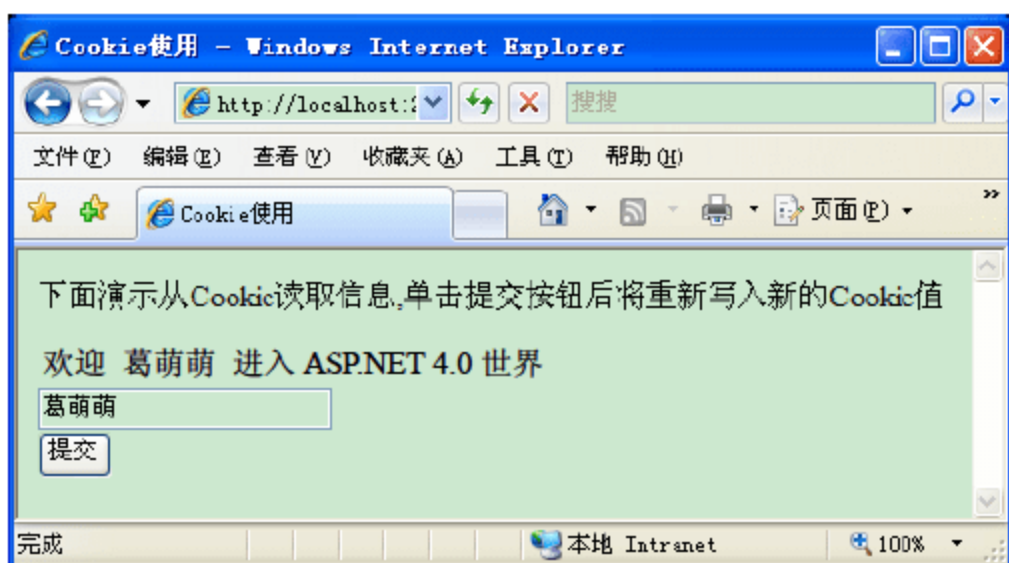 Cookie使用 - Windows Internet Explorer
http://localhost:2
搜搜
文件(F) 编辑(E) 查看(V) 收藏夹(A) 工具(T) 帮助(H)
Cookie使用 页面(P)
下面演示从Cookie读取信息,单击提交按钮后将重新写入新的Cookie值
欢迎 葛萌萌 进入 ASP.NET 4.0 世界
葛萌萌
提交
完成 本地 Intranet 100%